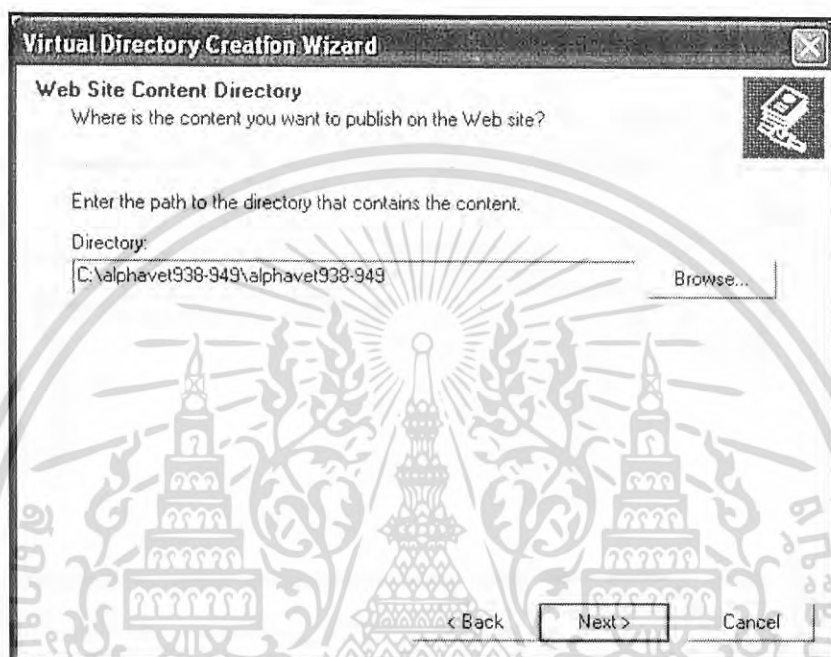 Virtual Directory Creation Wizard
Web Site Content Directory
Where is the content you want to publish on the Web site?
Enter the path to the directory that contains the content.
Directory:
C:\alphavet938-949\alphavet938-949
Browse...
< Back
Next >
Cancel